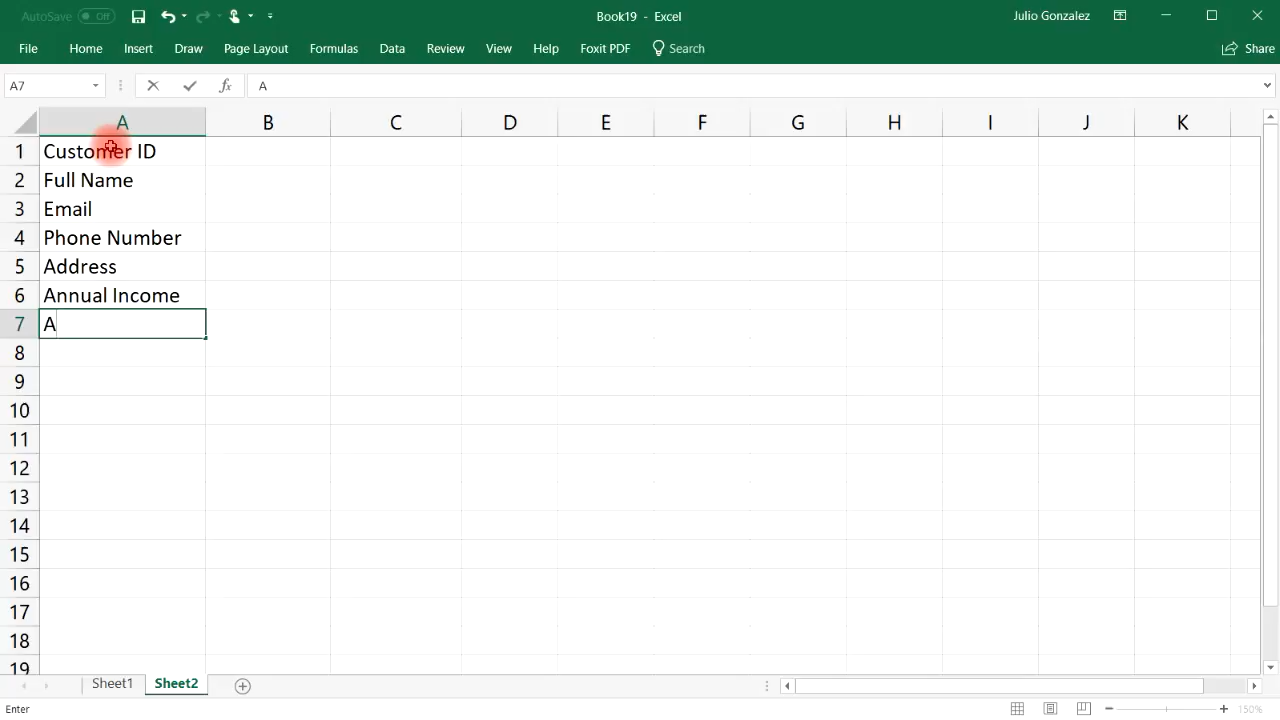 AutoSave Off Book19 - Excel Julio Gonzalez
File Home Insert Draw Page Layout Formulas Data Review View Help Foxit PDF Search Share
A7 fx A
A B C D E F G H I J K
1 Customer ID
2 Full Name
3 Email
4 Phone Number
5 Address
6 Annual Income
7 A
8
9
10
11
12
13
14
15
16
17
18
19
Sheet1 Sheet2
Enter 150%